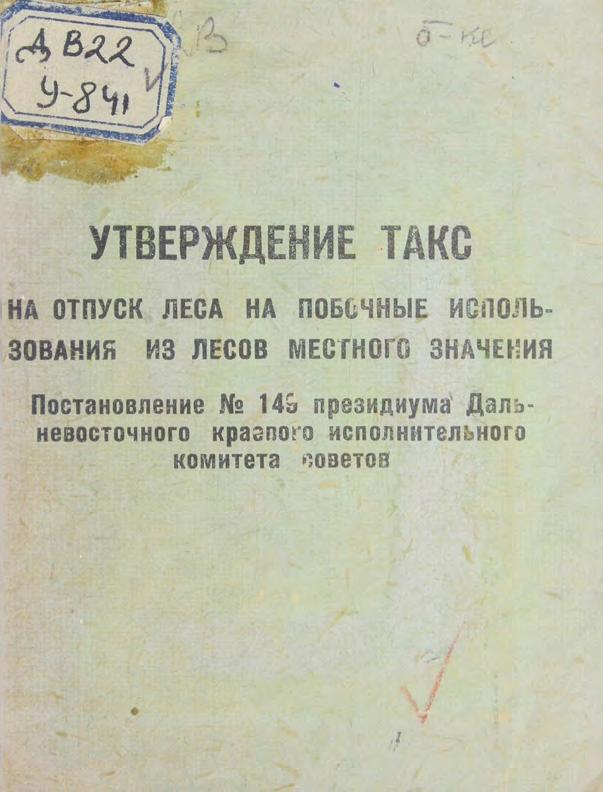 Д В22
У-841
б-ке
УТВЕРЖДЕНИЕ ТАКС
НА ОТПУСК ЛЕСА НА ПОБОЧНЫЕ ИСПОЛЬ-
ЗОВАНИЯ ИЗ ЛЕСОВ МЕСТНОГО ЗНАЧЕНИЯ
Постановление № 149 президиума Даль-
невосточного краевого исполнительного
комитета советов